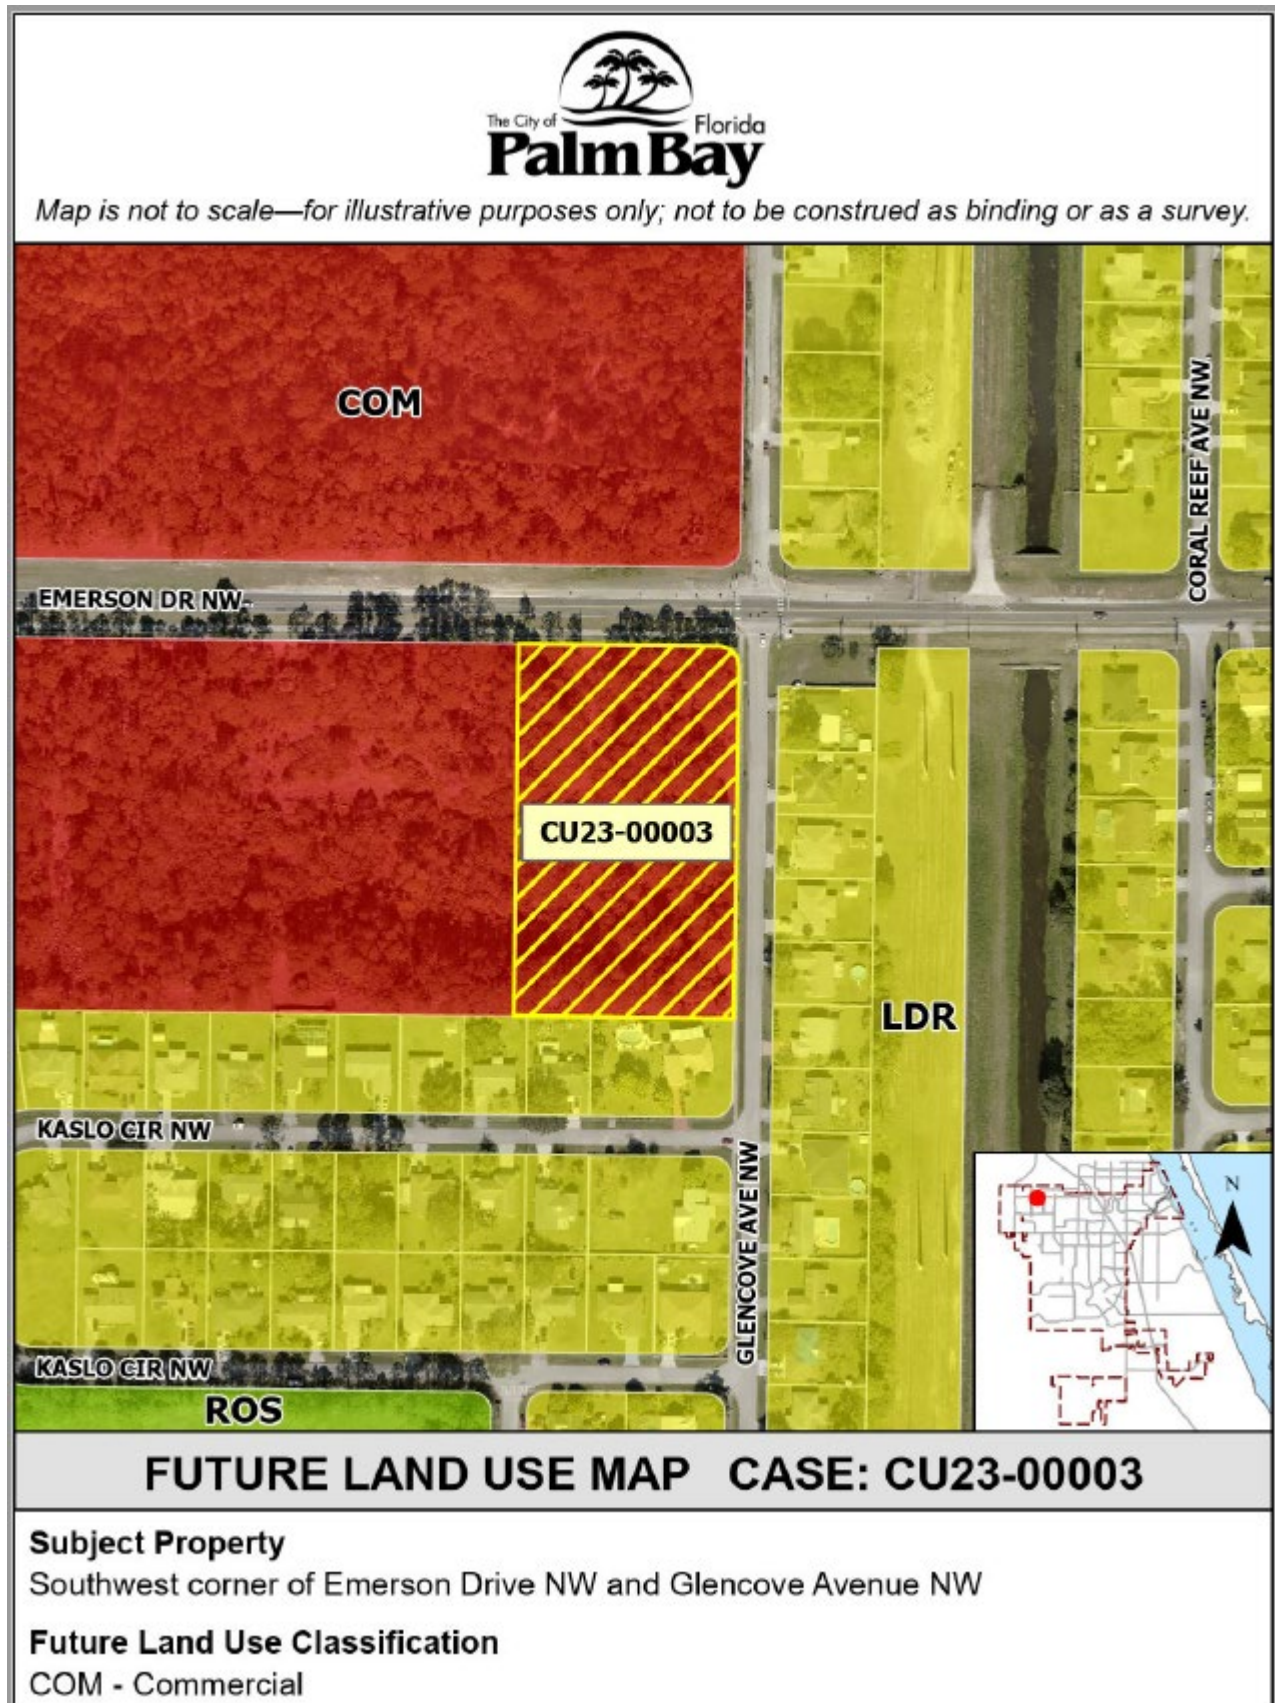 The City of Florida
Palm Bay
Map is not to scale—for illustrative purposes only; not to be construed as binding or as a survey.
COM
CORAL REEF AVE NW
EMERSON DR NW
CU23-00003
LDR
KASLO CIR NW
GLENCOVE AVE NW
N
KASLO CIR NW
ROS
FUTURE LAND USE MAP CASE: CU23-00003
Subject Property
Southwest corner of Emerson Drive NW and Glencove Avenue NW
Future Land Use Classification
COM - Commercial